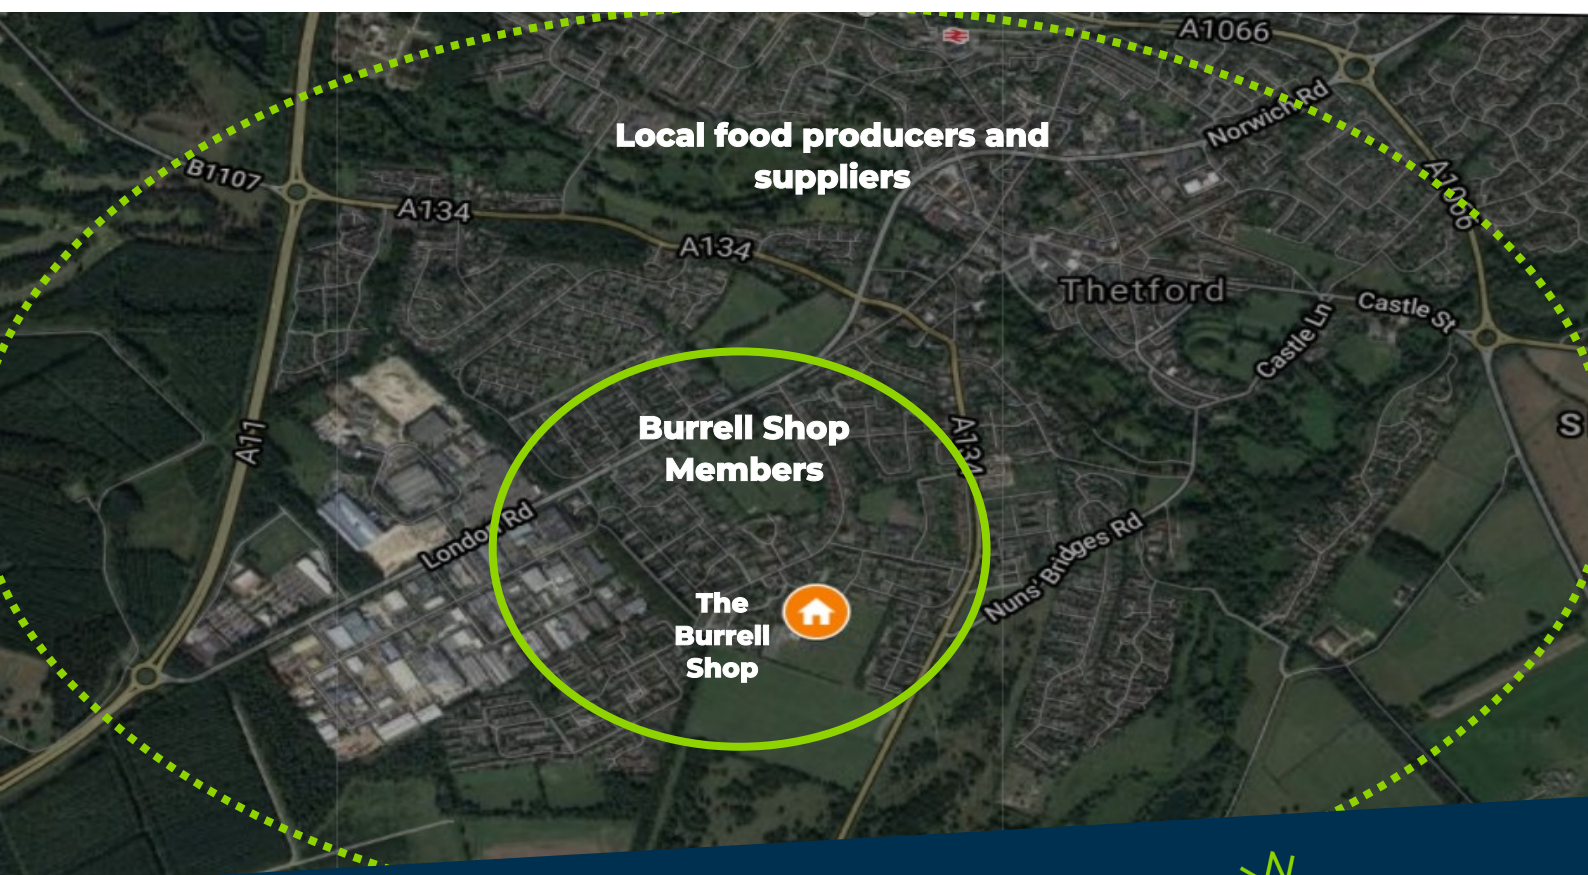 A1066
Norwich Rd
Local food producers and
suppliers
B1107
A1066
A134
A134
Thetford
Castle St
Castle Ln
Burrell Shop
Members
A11
A134
S
London Rd
Nuns' Bridges Rd
The
Burrell
Shop